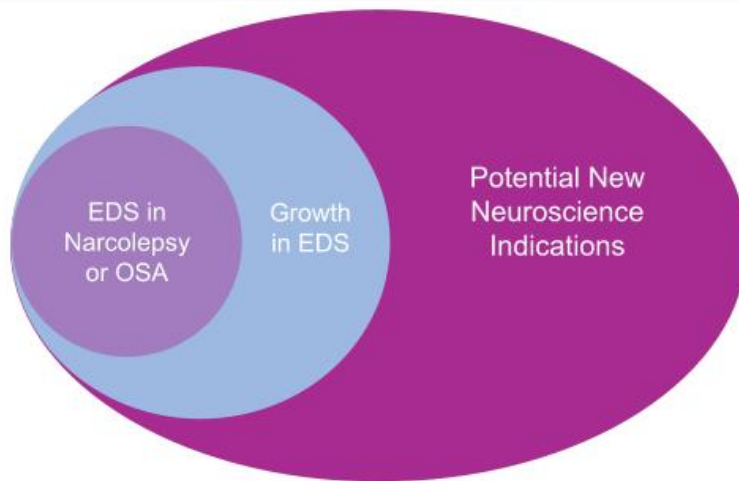 EDS in
Narcolepsy
or OSA
Growth
in EDS
Potential New
Neuroscience
Indications